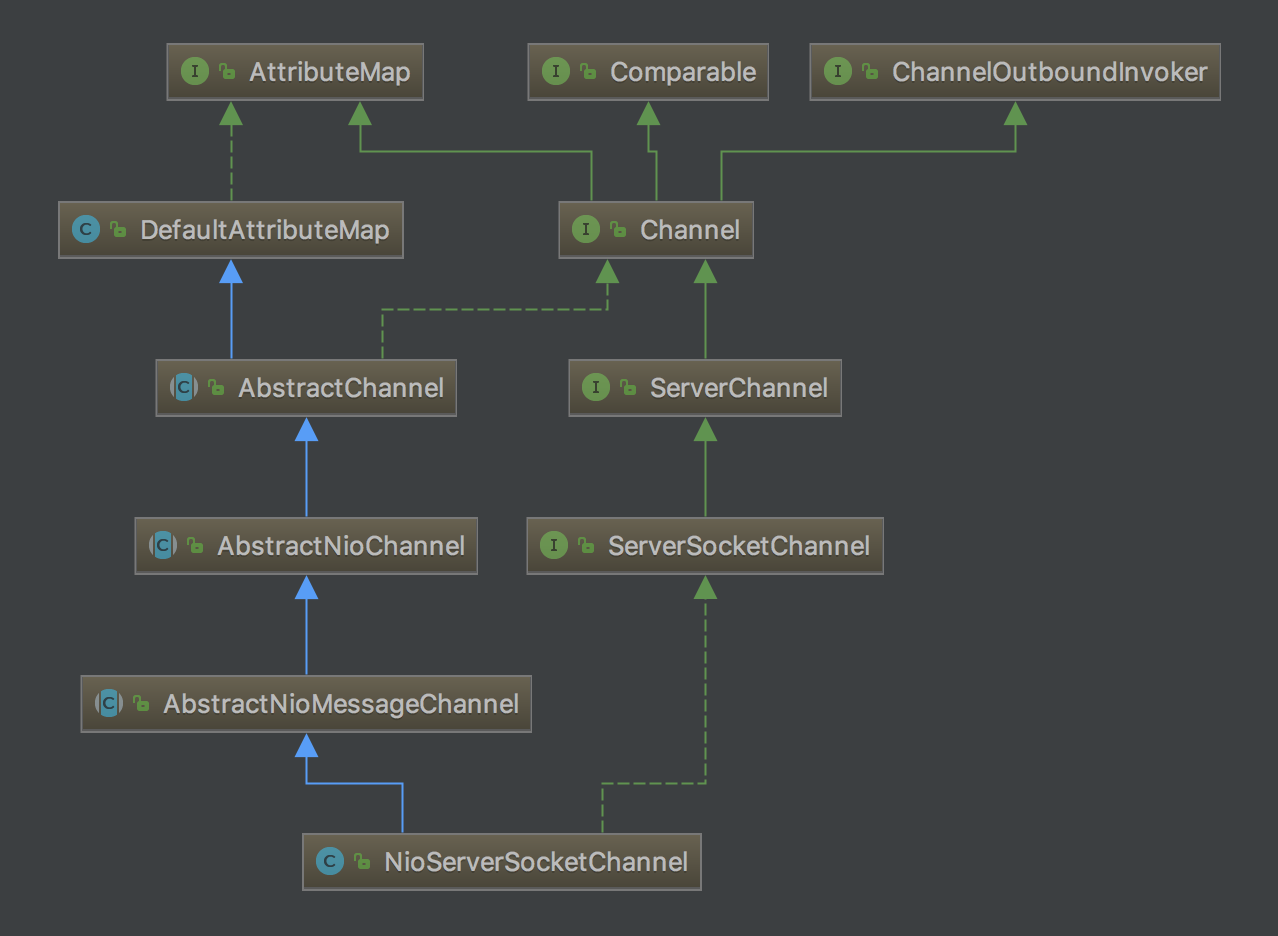 I AttributeMap
I Comparable
I ChannelOutboundInvoker
C DefaultAttributeMap
I Channel
C AbstractChannel
I ServerChannel
C AbstractNioChannel
I ServerSocketChannel
C AbstractNioMessageChannel
C NioServerSocketChannel